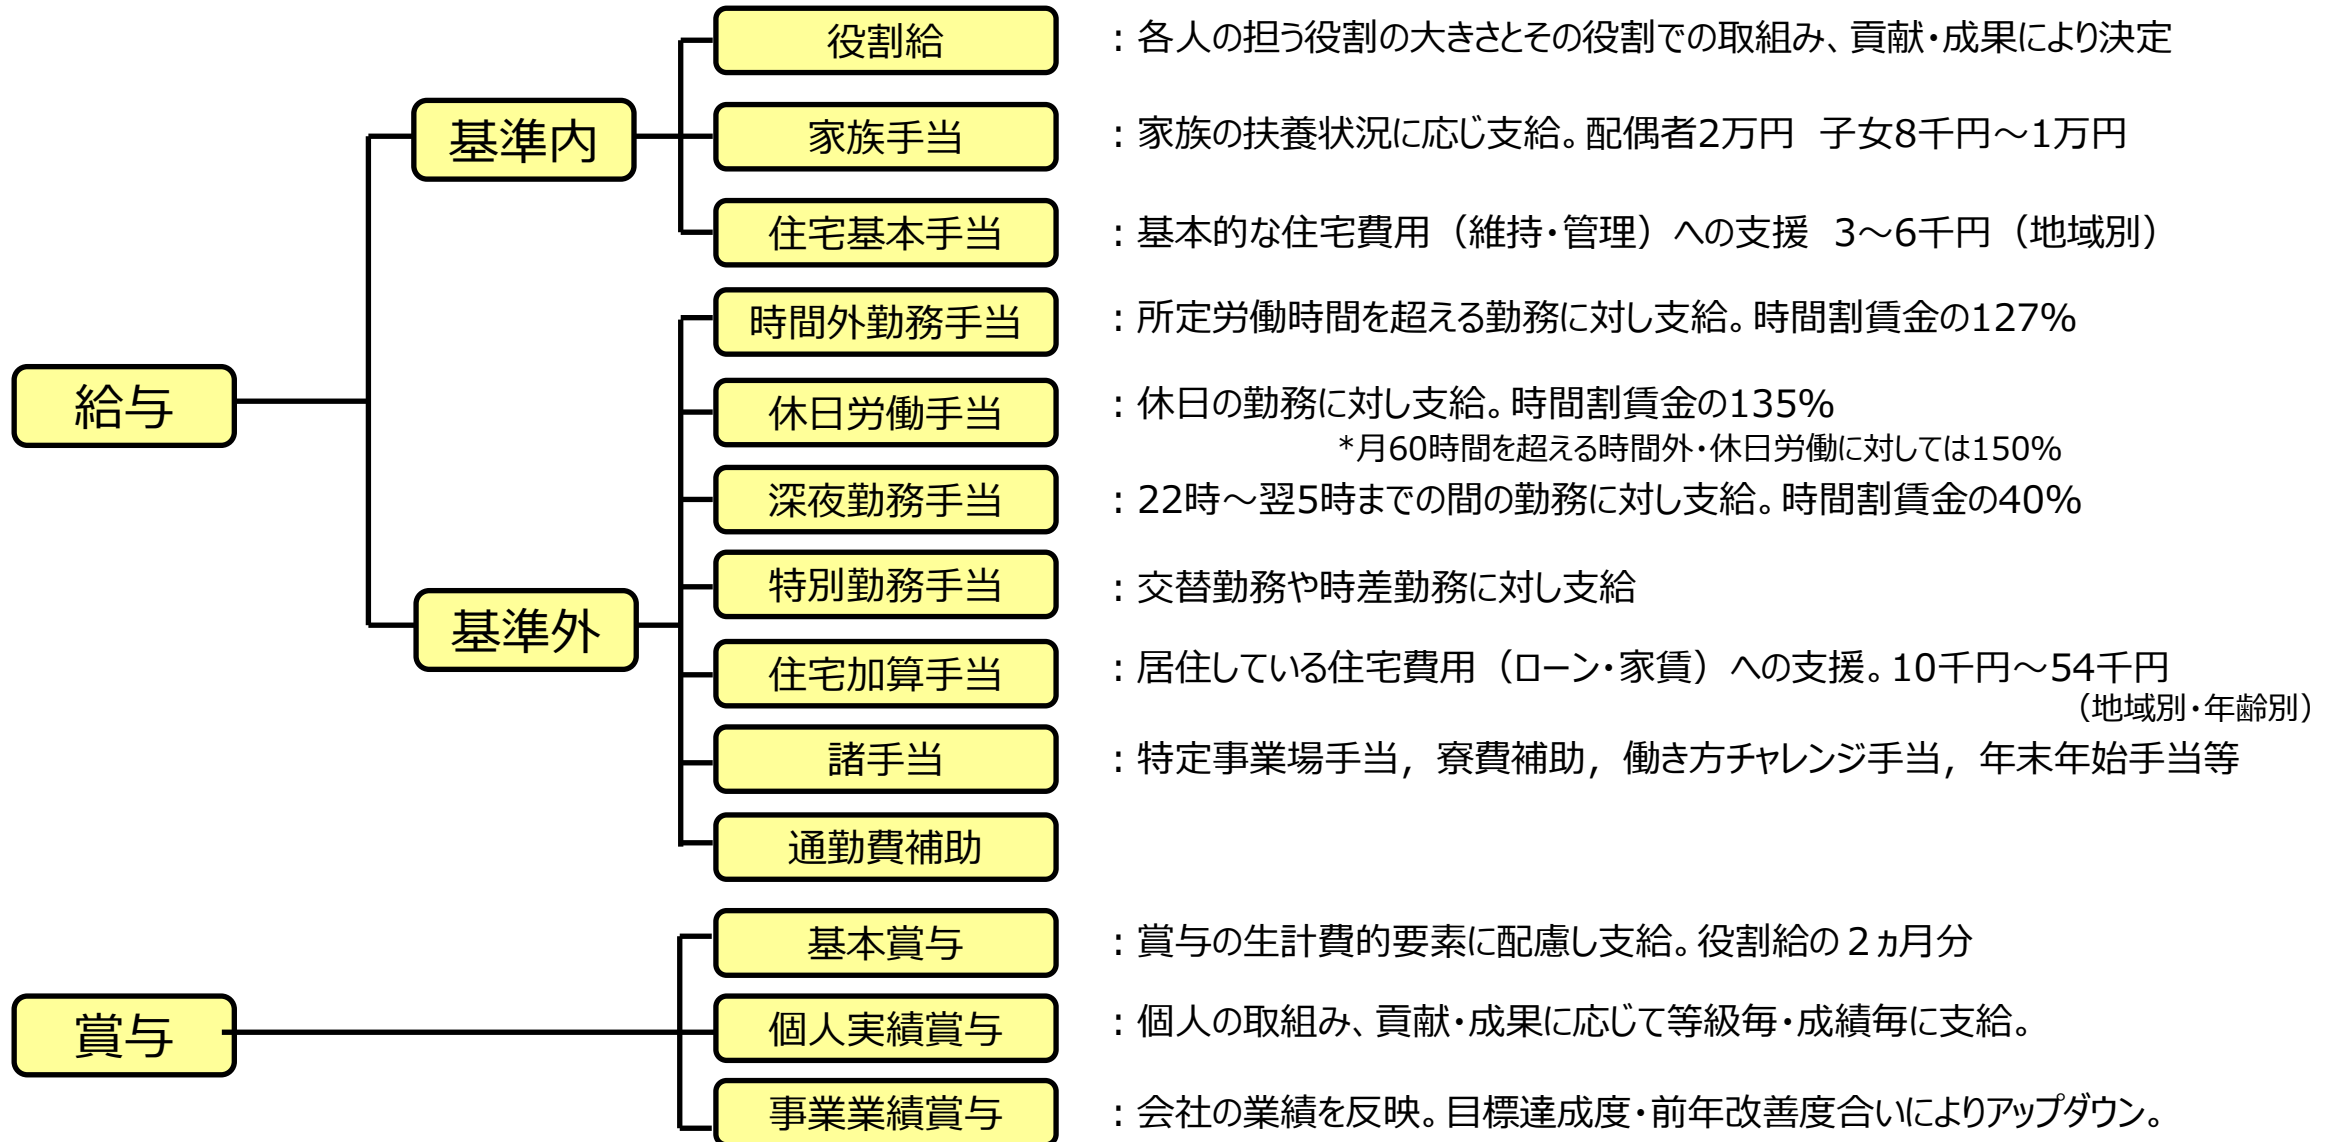 役割給
：各人の担う役割の大きさとその役割での取組み、貢献・成果により決定
基準内
家族手当
：家族の扶養状況に応じ支給。配偶者2万円　子女8千円～1万円
住宅基本手当
：基本的な住宅費用（維持・管理）への支援　3～6千円（地域別）
時間外勤務手当
：所定労働時間を超える勤務に対し支給。時間割賃金の127%
給与
休日労働手当
：休日の勤務に対し支給。時間割賃金の135%
*月60時間を超える時間外・休日労働に対しては150%
深夜勤務手当
：22時～翌5時までの間の勤務に対し支給。時間割賃金の40%
特別勤務手当
：交替勤務や時差勤務に対し支給
基準外
住宅加算手当
：居住している住宅費用（ローン・家賃）への支援。10千円～54千円
（地域別・年齢別）
諸手当
：特定事業場手当，寮費補助，働き方チャレンジ手当，年末年始手当等
通勤費補助
基本賞与
：賞与の生計費的要素に配慮し支給。役割給の２ヵ月分
賞与
個人実績賞与
：個人の取組み、貢献・成果に応じて等級毎・成績毎に支給。
事業業績賞与
：会社の業績を反映。目標達成度・前年改善度合いによりアップダウン。